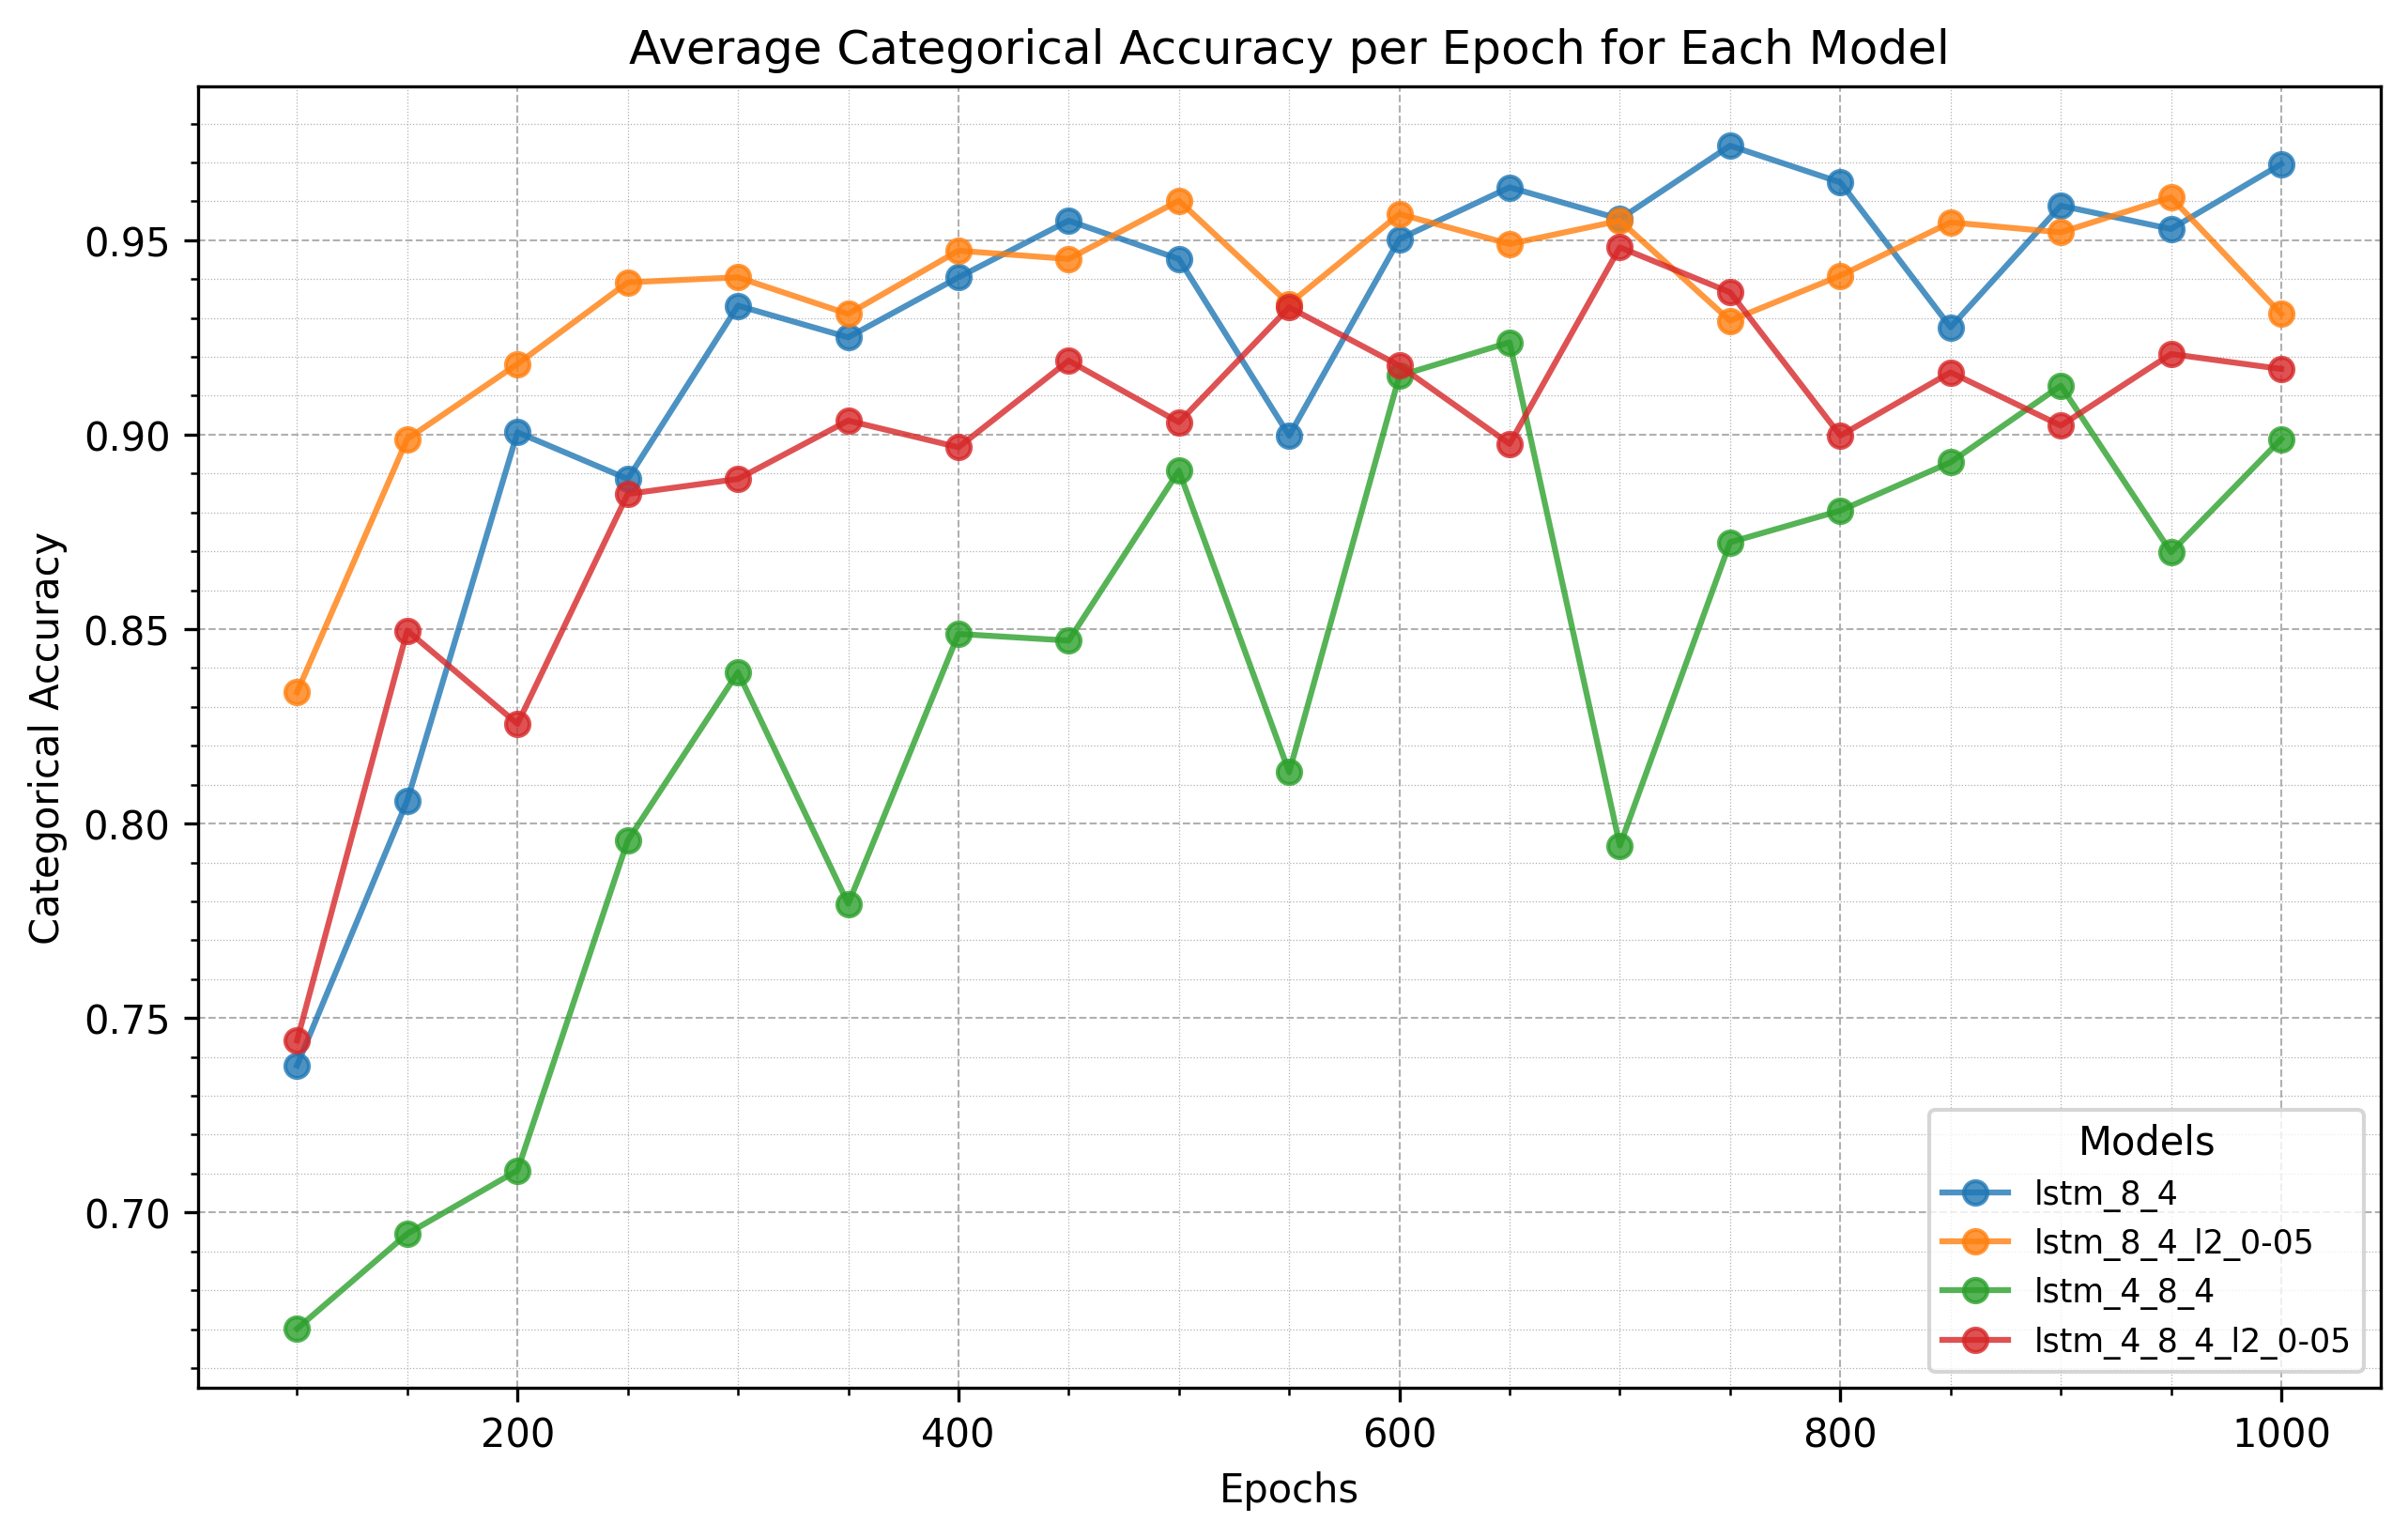 Average Categorical Accuracy per Epoch for Each Model
Categorical Accuracy
0.95
0.90
0.85
0.80
0.75
0.70
200
400
600
800
1000
Epochs
Models
lstm_8_4
lstm_8_4_l2_0-05
lstm_4_8_4
lstm_4_8_4_l2_0-05